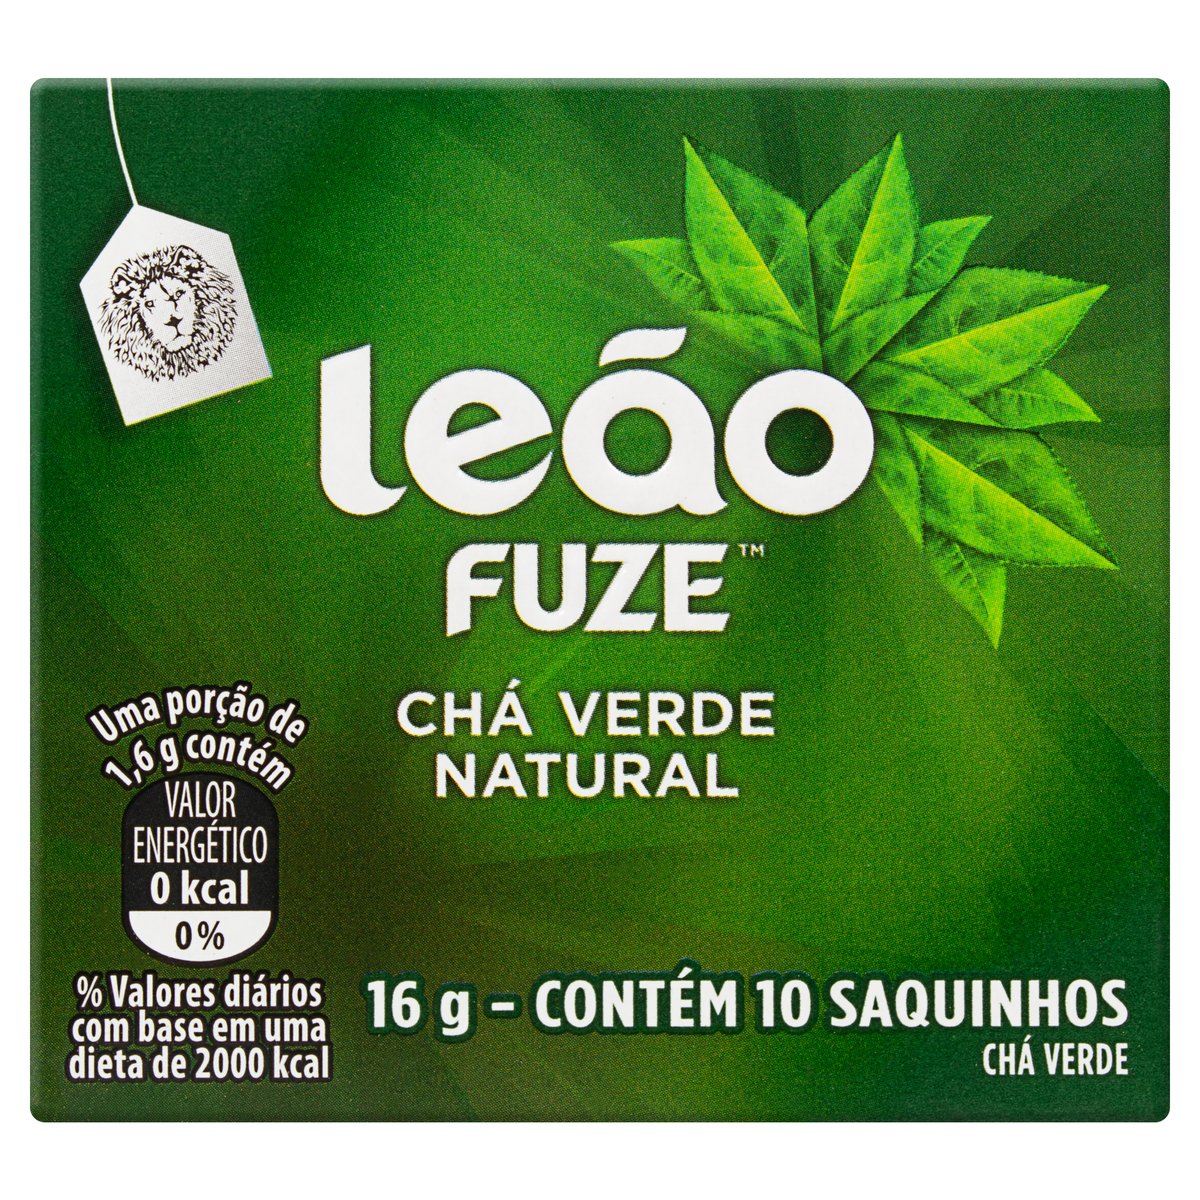 leão
FUZE™
CHÁ VERDE
NATURAL
Uma porção de
1,6 g contém
VALOR
ENERGÉTICO
0 kcal
0%
% Valores diários
com base em uma
dieta de 2000 kcal
16 g – CONTÉM 10 SAQUINHOS
CHÁ VERDE